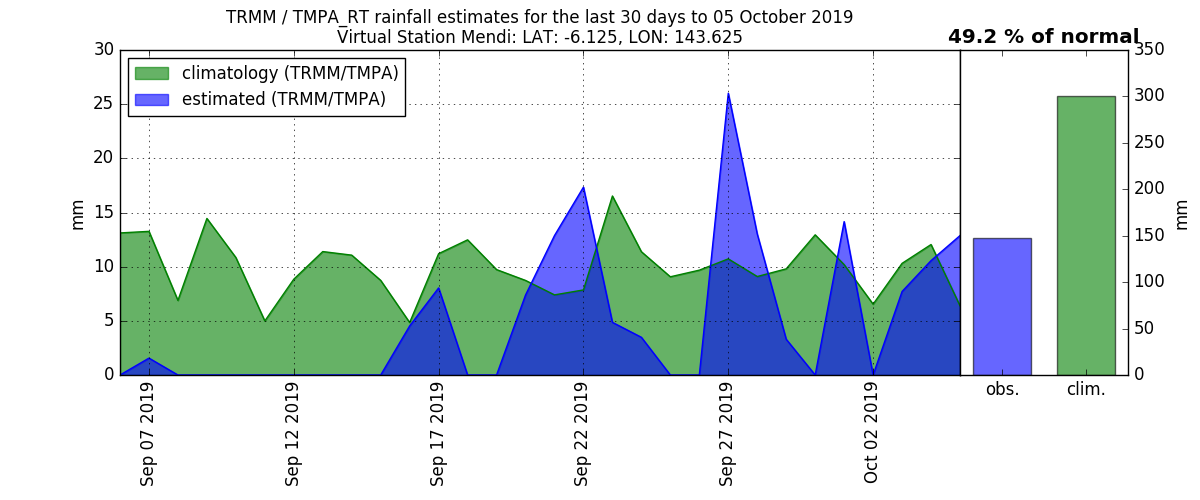 TRMM / TMPA_RT rainfall estimates for the last 30 days to 05 October 2019
Virtual Station Mendi: LAT: -6.125, LON: 143.625
49.2 % of normal
climatology (TRMM/TMPA)
estimated (TRMM/TMPA)
mm
30
25
20
15
10
5
0
Sep 07 2019
Sep 12 2019
Sep 17 2019
Sep 22 2019
Sep 27 2019
Oct 02 2019
350
300
250
200
150
100
50
0
mm
obs.
clim.